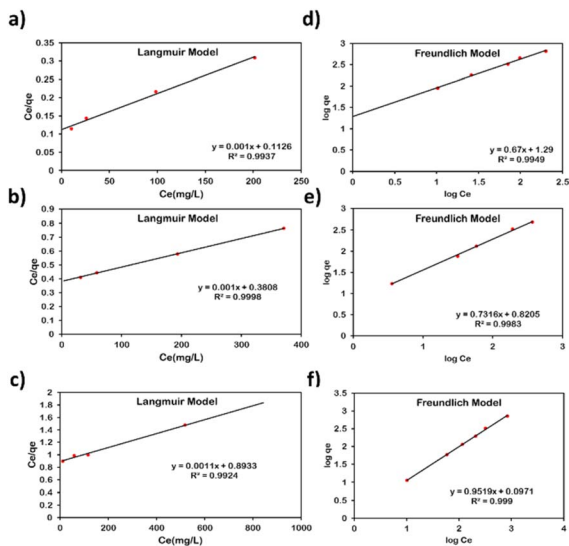 a)
Langmuir Model
Ce/qe
0.35
0.3
0.25
0.2
0.15
0.1
0.05
0
y = 0.001x + 0.1126
R² = 0.9937
0 50 100 150 200 250
Ce(mg/L)
d)
Freundlich Model
log qe
3
2.5
2
1.5
1
0.5
0
y = 0.67x + 1.29
R² = 0.9949
0 0.5 1 1.5 2 2.5
log Ce
b)
Langmuir Model
Ce/qe
0.9
0.8
0.7
0.6
0.5
0.4
0.3
0.2
0.1
0
y = 0.001x + 0.3808
R² = 0.9998
0 100 200 300 400
Ce(mg/L)
e)
Freundlich Model
log qe
3
2.5
2
1.5
1
0.5
0
y = 0.7316x + 0.8205
R² = 0.9983
0 1 2 3
log Ce
c)
Langmuir Model
Ce/qe
2
1.8
1.6
1.4
1.2
1
0.8
0.6
0.4
0.2
0
y = 0.0011x + 0.8933
R² = 0.9924
0 200 400 600 800 1000
Ce(mg/L)
f)
Freundlich Model
log qe
3.5
3
2.5
2
1.5
1
0.5
0
y = 0.9519x + 0.0971
R² = 0.999
0 1 2 3 4
log Ce